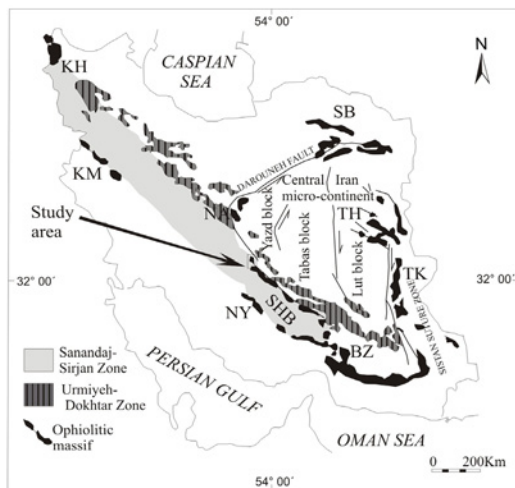 54° 00'
CASPIAN
SEA
N
KH
SB
DAROUNEH FAULT
KM
Central Iran
micro-continent
Study
area
NH
TH
Yazd block
Tabas block
Lut block
32° 00'
32° 00'
TK
SISTAN SUTURE ZONE
NY
SHB
BZ
Sanandaj-
Sirjan Zone
Urmiyeh-
Dokhtar Zone
Ophiolitic
massif
PERSIAN GULF
OMAN SEA
0 200Km
54° 00'